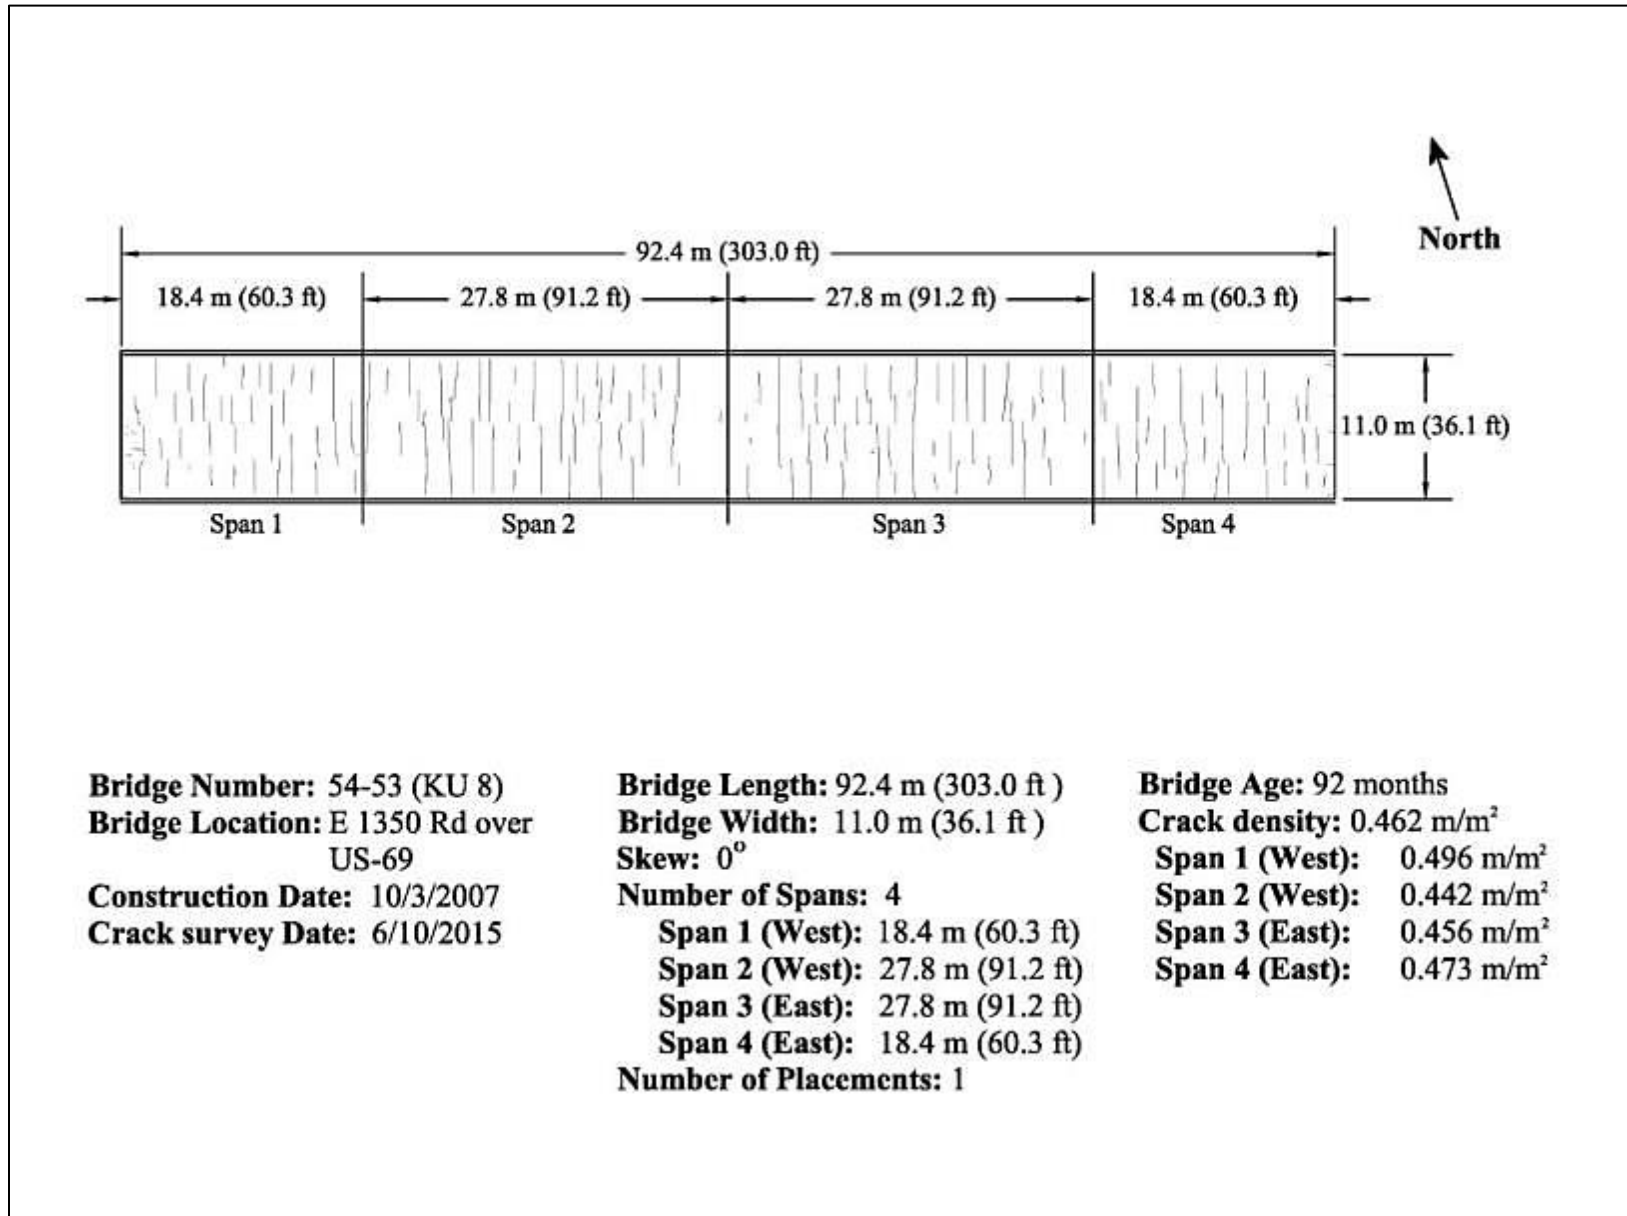 North
92.4 m (303.0 ft)
18.4 m (60.3 ft) 27.8 m (91.2 ft) 27.8 m (91.2 ft) 18.4 m (60.3 ft)
11.0 m (36.1 ft)
Span 1 Span 2 Span 3 Span 4
Bridge Number: 54-53 (KU 8)
Bridge Location: E 1350 Rd over
US-69
Construction Date: 10/3/2007
Crack survey Date: 6/10/2015
Bridge Length: 92.4 m (303.0 ft )
Bridge Width: 11.0 m (36.1 ft )
Skew: 0°
Number of Spans: 4
Span 1 (West): 18.4 m (60.3 ft)
Span 2 (West): 27.8 m (91.2 ft)
Span 3 (East): 27.8 m (91.2 ft)
Span 4 (East): 18.4 m (60.3 ft)
Number of Placements: 1
Bridge Age: 92 months
Crack density: 0.462 m/m²
Span 1 (West): 0.496 m/m²
Span 2 (West): 0.442 m/m²
Span 3 (East): 0.456 m/m²
Span 4 (East): 0.473 m/m²